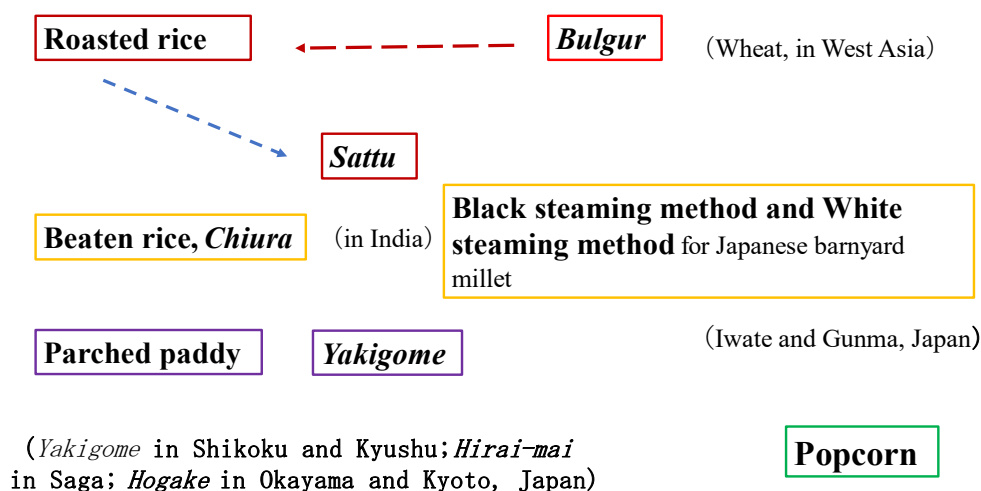 Roasted rice
Bulgur
（Wheat, in West Asia）
Sattu
Beaten rice, Chiura
（in India）
Black steaming method and White
steaming method for Japanese barnyard
millet
Parched paddy
Yakigome
（Iwate and Gunma, Japan）
(Yakigome in Shikoku and Kyushu; Hirai-mai
in Saga; Hogake in Okayama and Kyoto, Japan)
Popcorn